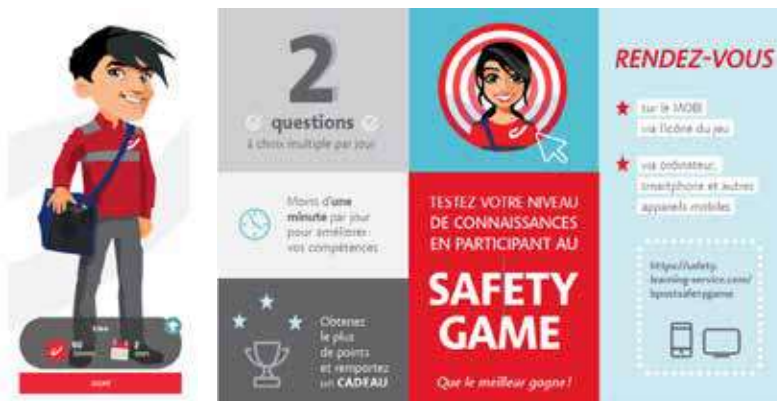 2
questions
à choix multiple par jour
Moins d'une
minute par jour
pour améliorer
vos compétences
Obtenez
le plus
de points
et remportez
un CADEAU
TESTEZ VOTRE NIVEAU
DE CONNAISSANCES
EN PARTICIPANT AU
SAFETY
GAME
Que le meilleur gagne!
RENDEZ-VOUS
sur le MOBI
via l'icône du jeu
via ordinateur,
smartphone et autres
appareils mobiles
https://safety.
learning-service.com/
bpostsafetygame